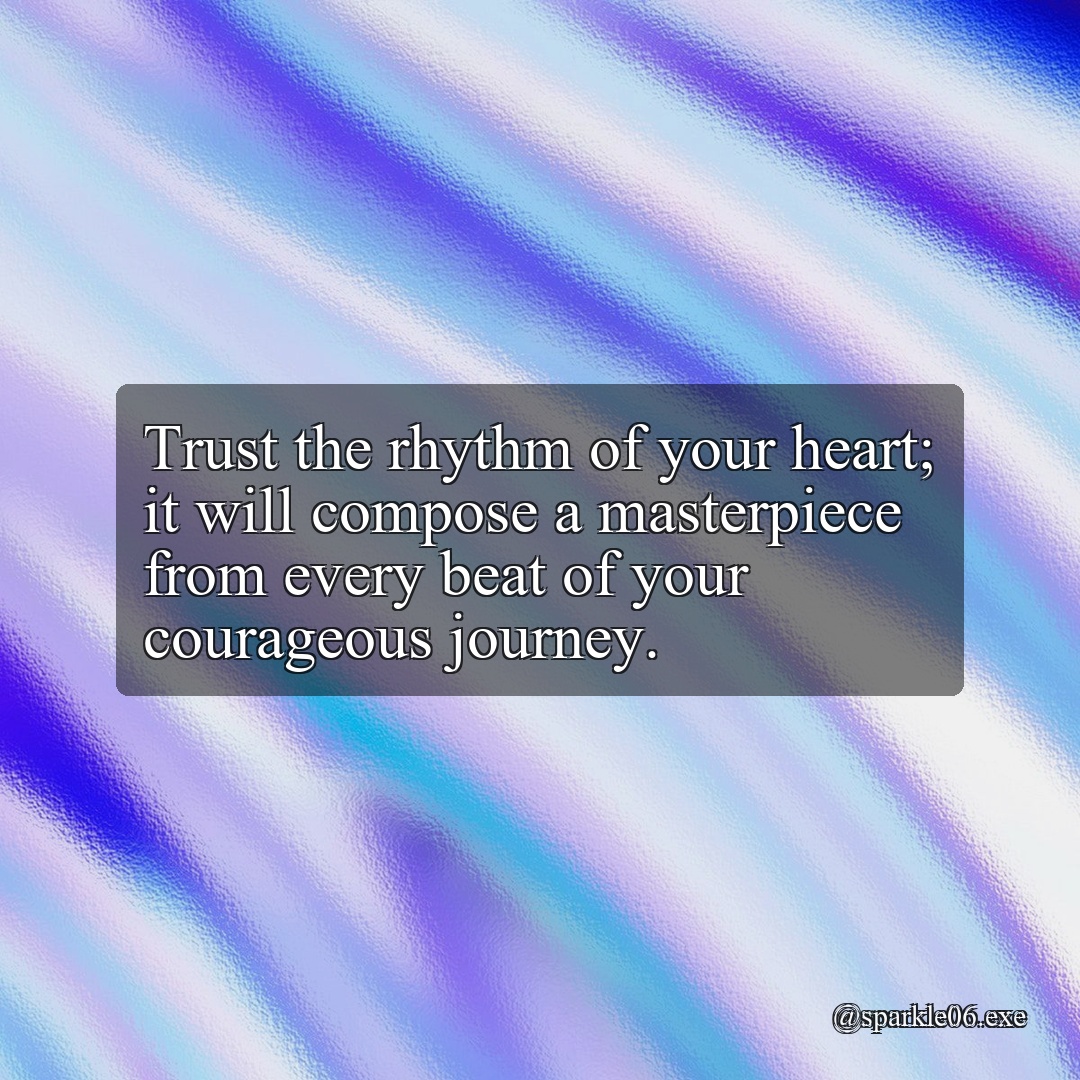 Trust the rhythm of your heart;
it will compose a masterpiece
from every beat of your
courageous journey.
@sparkle06.exe